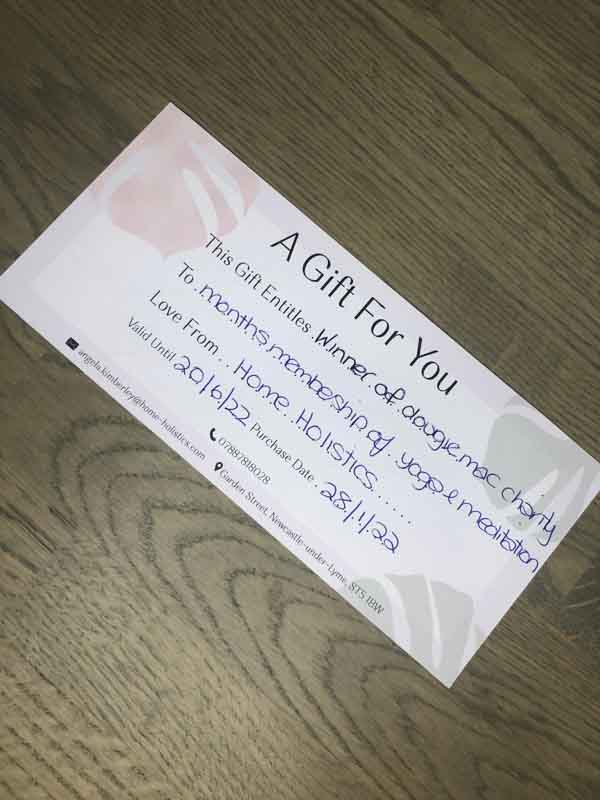 A Gift For You
This Gift Entitles Winner of dougie mac charity
To months membership of yoga & meditation
Love From Home Holistics.....
Valid Until 20/6/22 Purchase Date 28/1/22
angela.kimberley@home-holistics.com 07887818028
Garden Street, Newcastle-under-Lyme, ST5 1BW